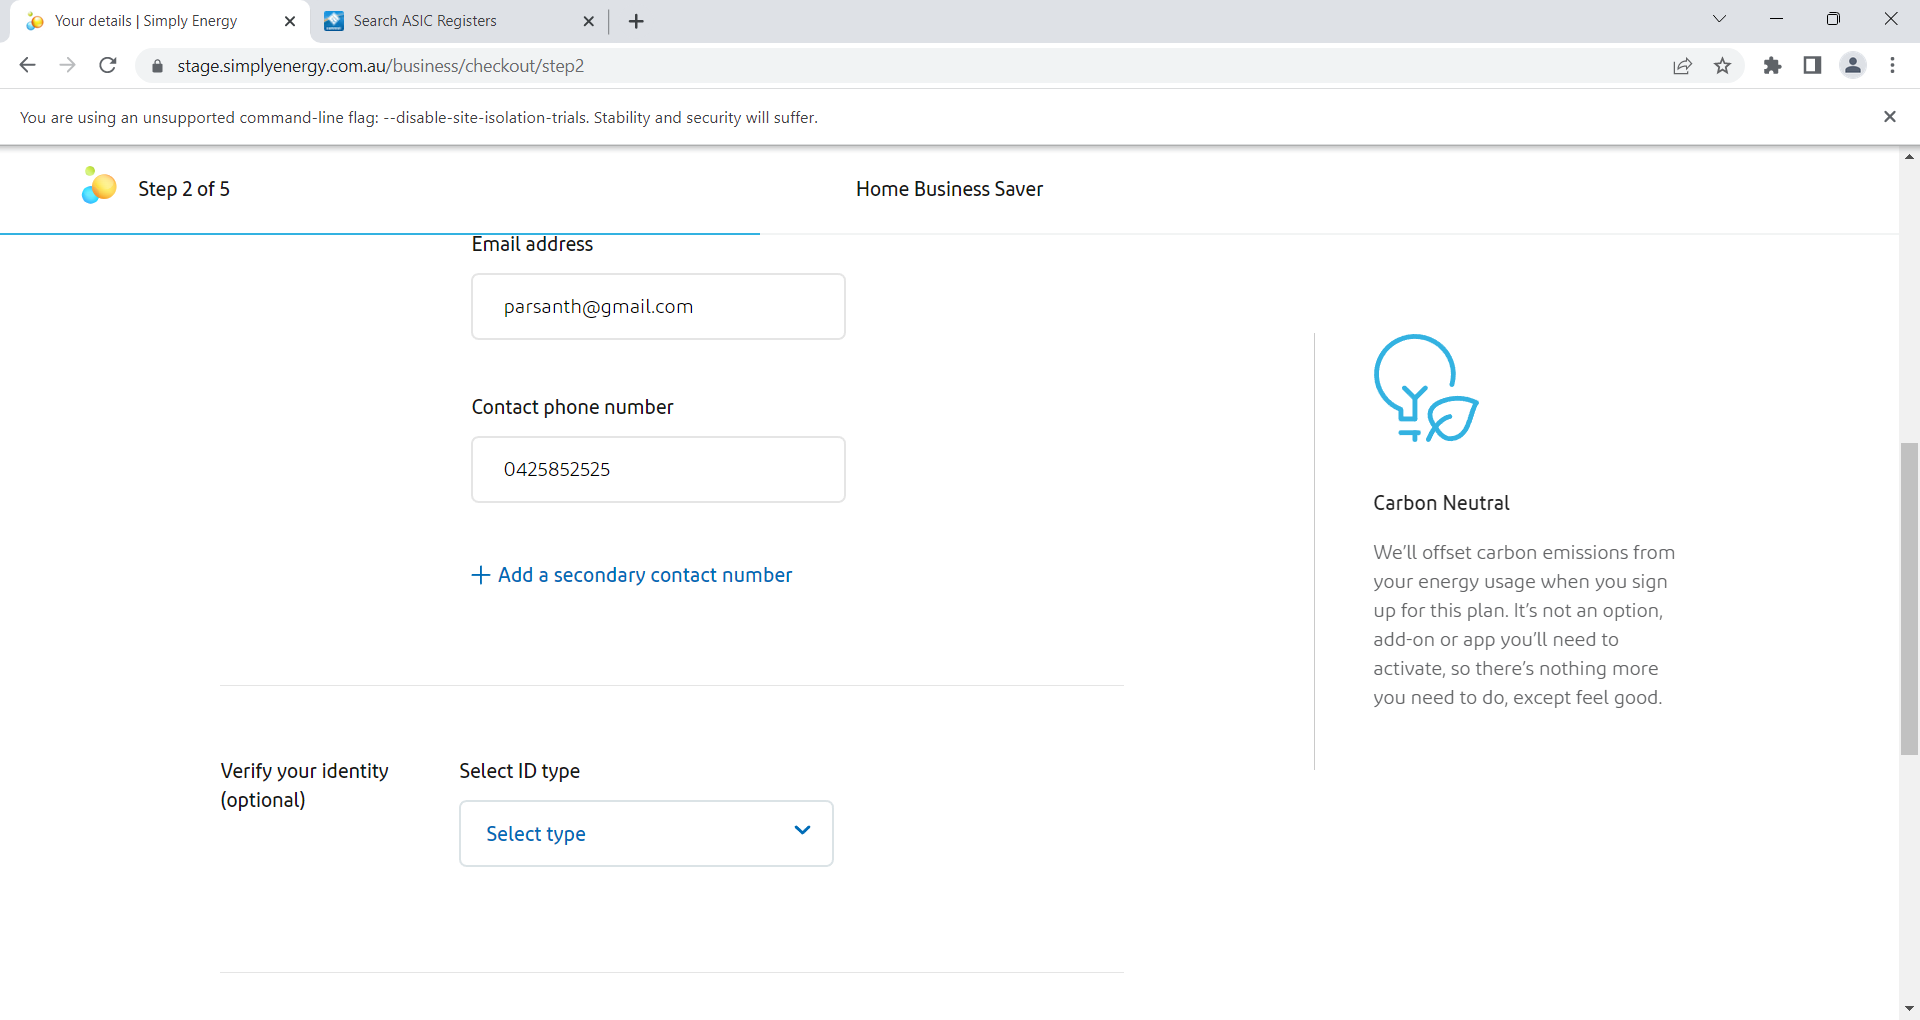 Your details | Simply Energy
Search ASIC Registers
stage.simplyenergy.com.au/business/checkout/step2
You are using an unsupported command-line flag: --disable-site-isolation-trials. Stability and security will suffer.
Step 2 of 5
Home Business Saver
Email address
parsanth@gmail.com
Contact phone number
0425852525
+ Add a secondary contact number
Carbon Neutral
We'll offset carbon emissions from
your energy usage when you sign
up for this plan. It's not an option,
add-on or app you'll need to
activate, so there's nothing more
you need to do, except feel good.
Verify your identity
(optional)
Select ID type
Select type